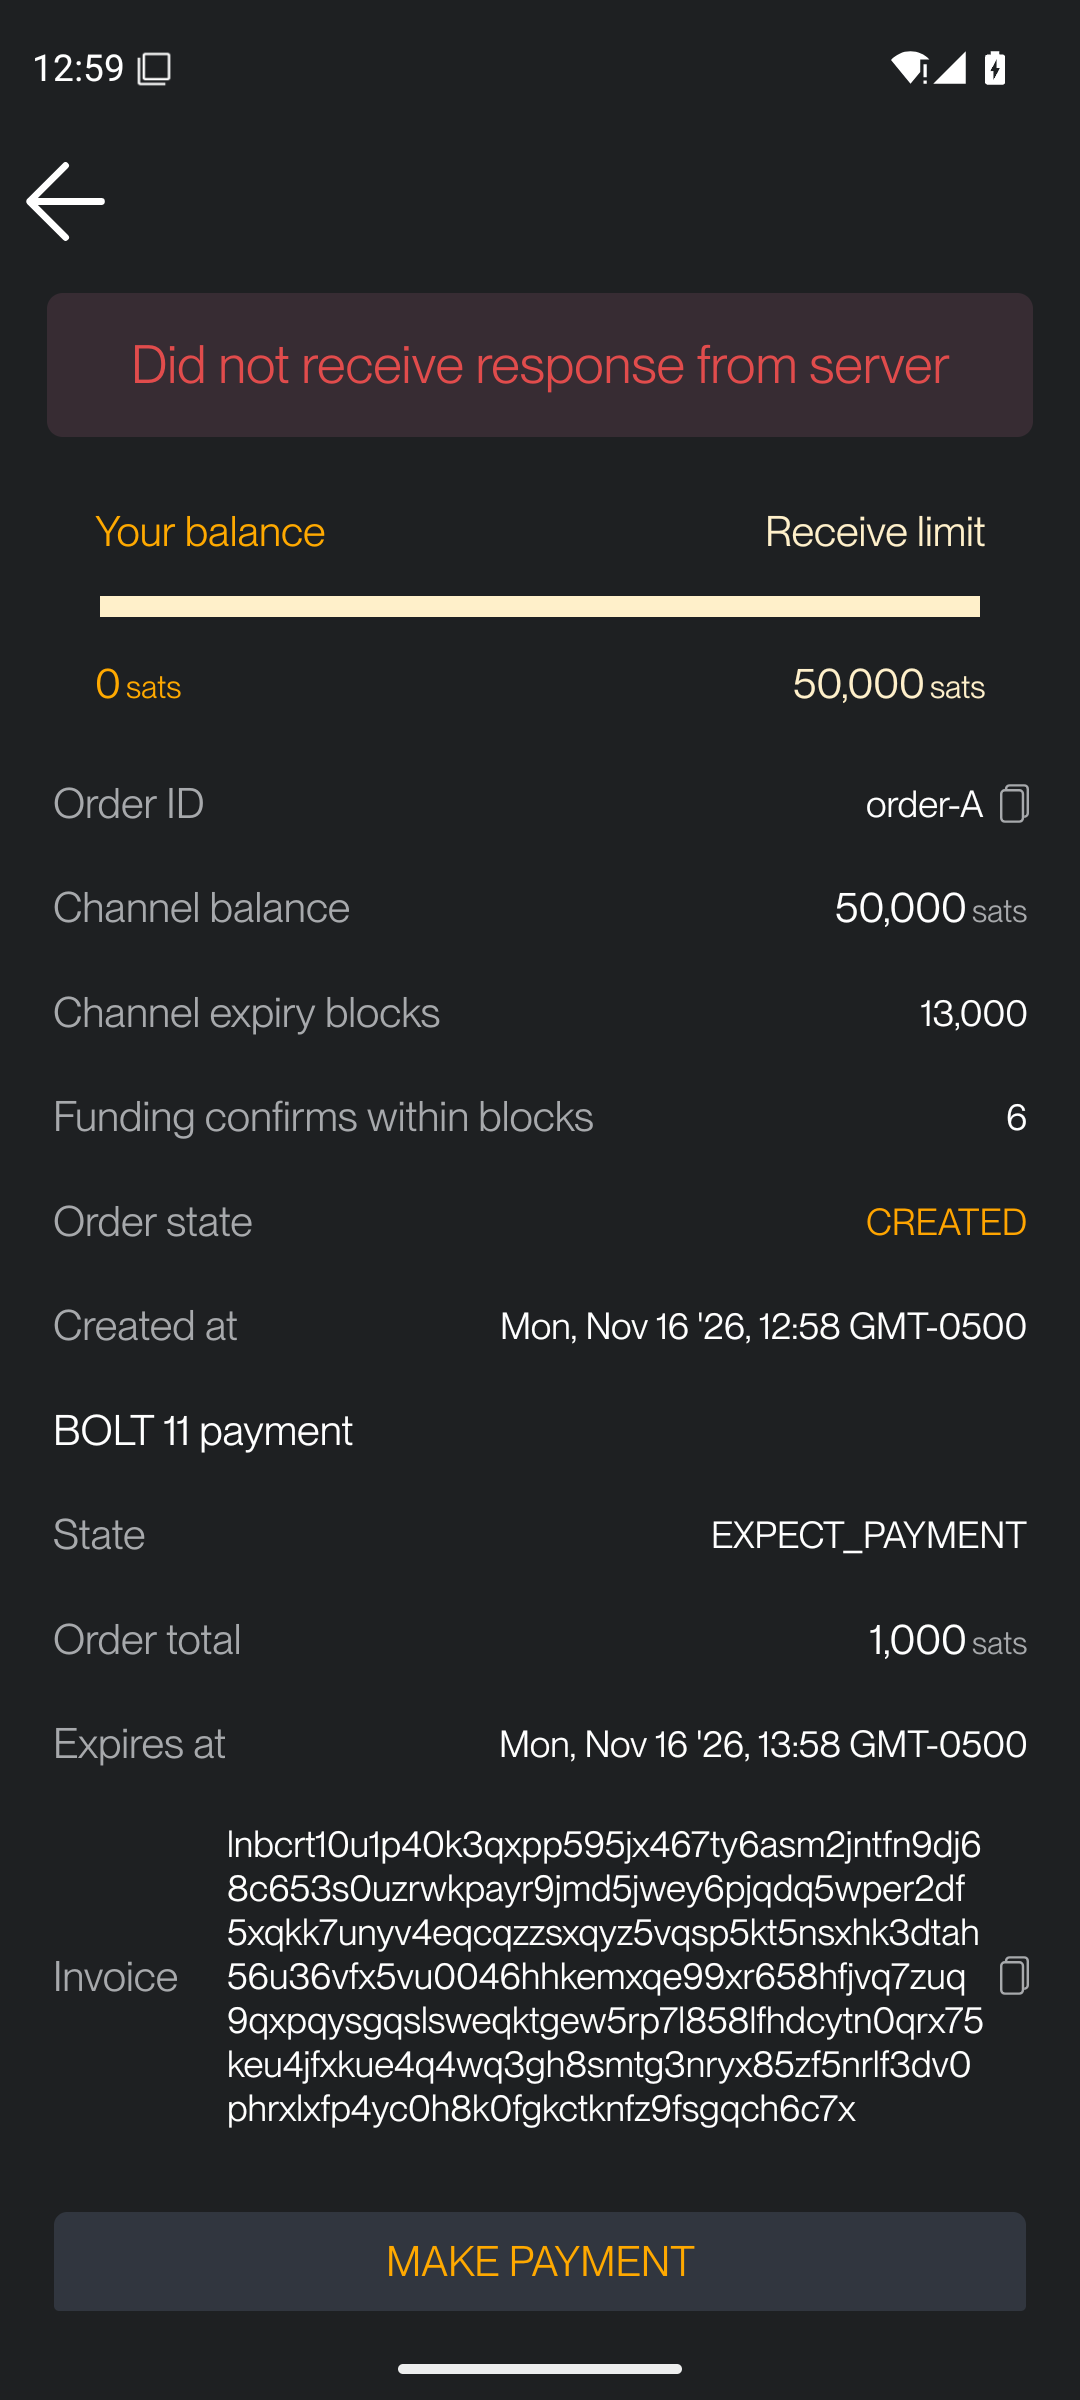 12:59
Did not receive response from server
Your balance Receive limit
0 sats 50,000 sats
Order ID order-A
Channel balance 50,000 sats
Channel expiry blocks 13,000
Funding confirms within blocks 6
Order state CREATED
Created at Mon, Nov 16 '26, 12:58 GMT-0500
BOLT 11 payment
State EXPECT_PAYMENT
Order total 1,000 sats
Expires at Mon, Nov 16 '26, 13:58 GMT-0500
Invoice
lnbcrt10u1p40k3qxpp595jx467ty6asm2jntfn9dj6
8c653s0uzrwkpayr9jmd5jwey6pjqdq5wper2df
5xqkk7unyv4eqcqzzsxqyz5vqsp5kt5nsxhk3dtah
56u36vfx5vu0046hhkemxqe99xr658hfjvq7zuq
9qxpqysgqslsweqktgew5rp7l858lfhdcytn0qrx75
keu4jfxkue4q4wq3gh8smtg3nryx85zf5nrlf3dv0
phrxlxfp4yc0h8k0fgkctknfz9fsgqch6c7x
MAKE PAYMENT